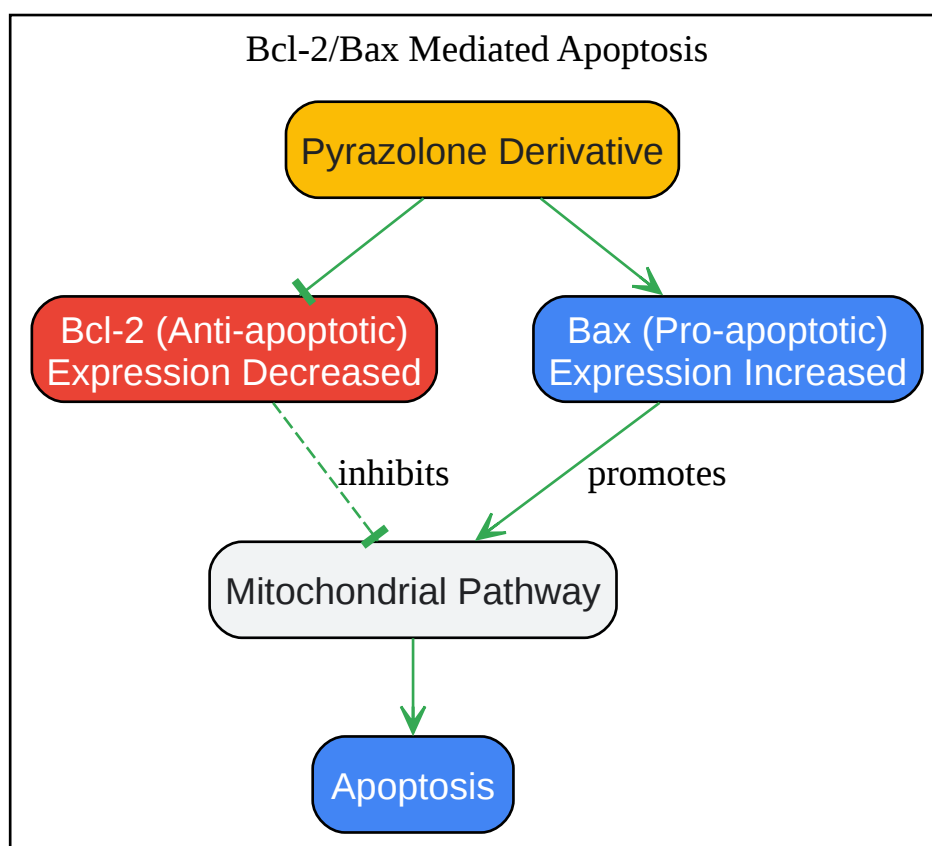 Bcl-2/Bax Mediated Apoptosis
Pyrazolone Derivative
Bcl-2 (Anti-apoptotic)
Expression Decreased
Bax (Pro-apoptotic)
Expression Increased
inhibits
promotes
Mitochondrial Pathway
Apoptosis